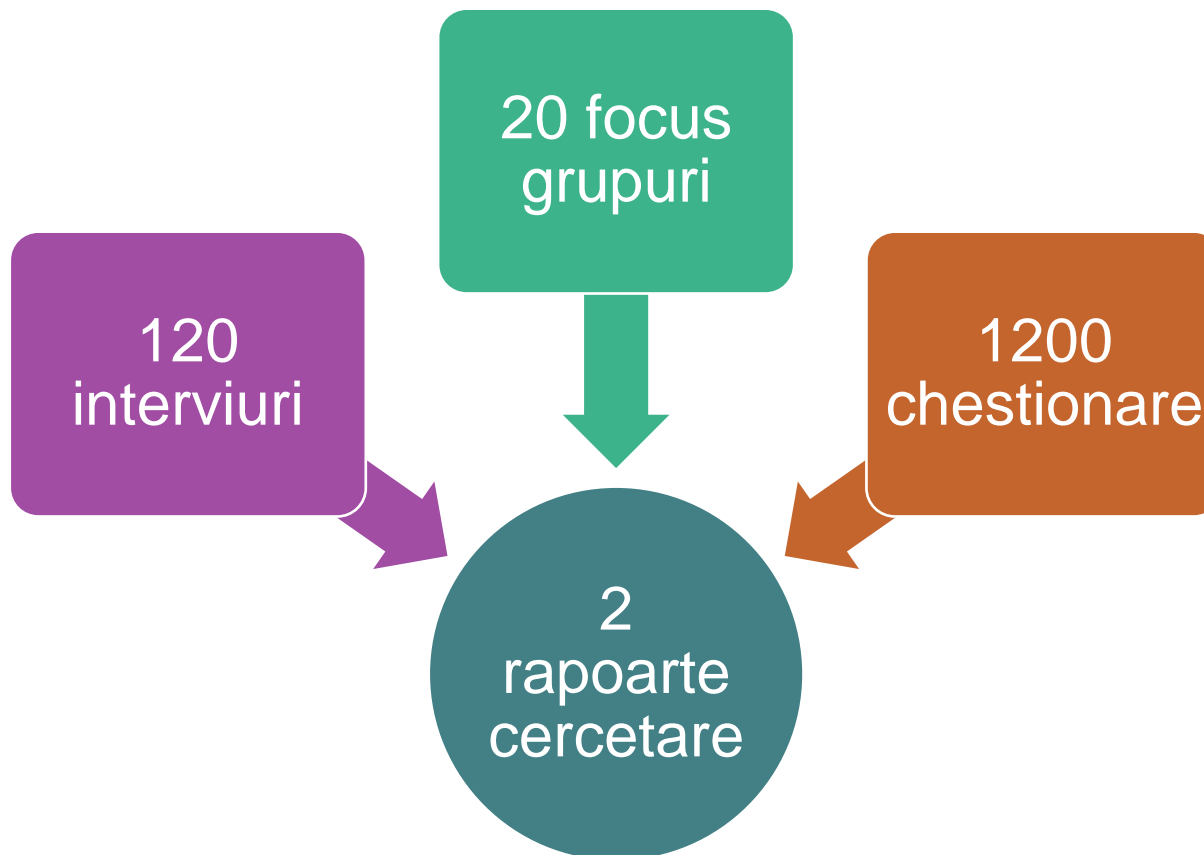 20 focus
grupuri
120
interviuri
1200
chestionare
2
rapoarte
cercetare